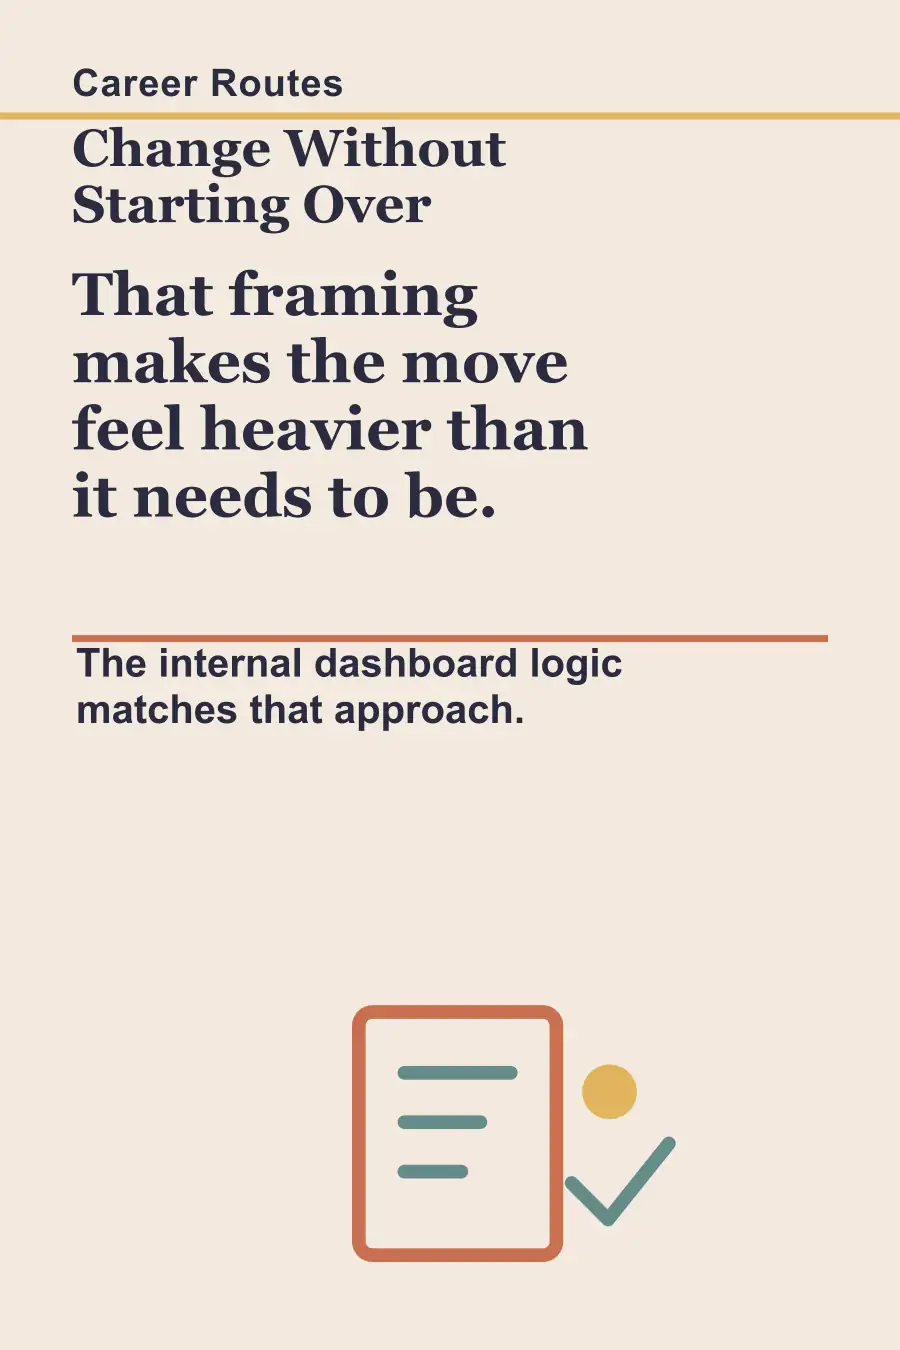 Career Routes
Change Without
Starting Over
That framing
makes the move
feel heavier than
it needs to be.
The internal dashboard logic
matches that approach.